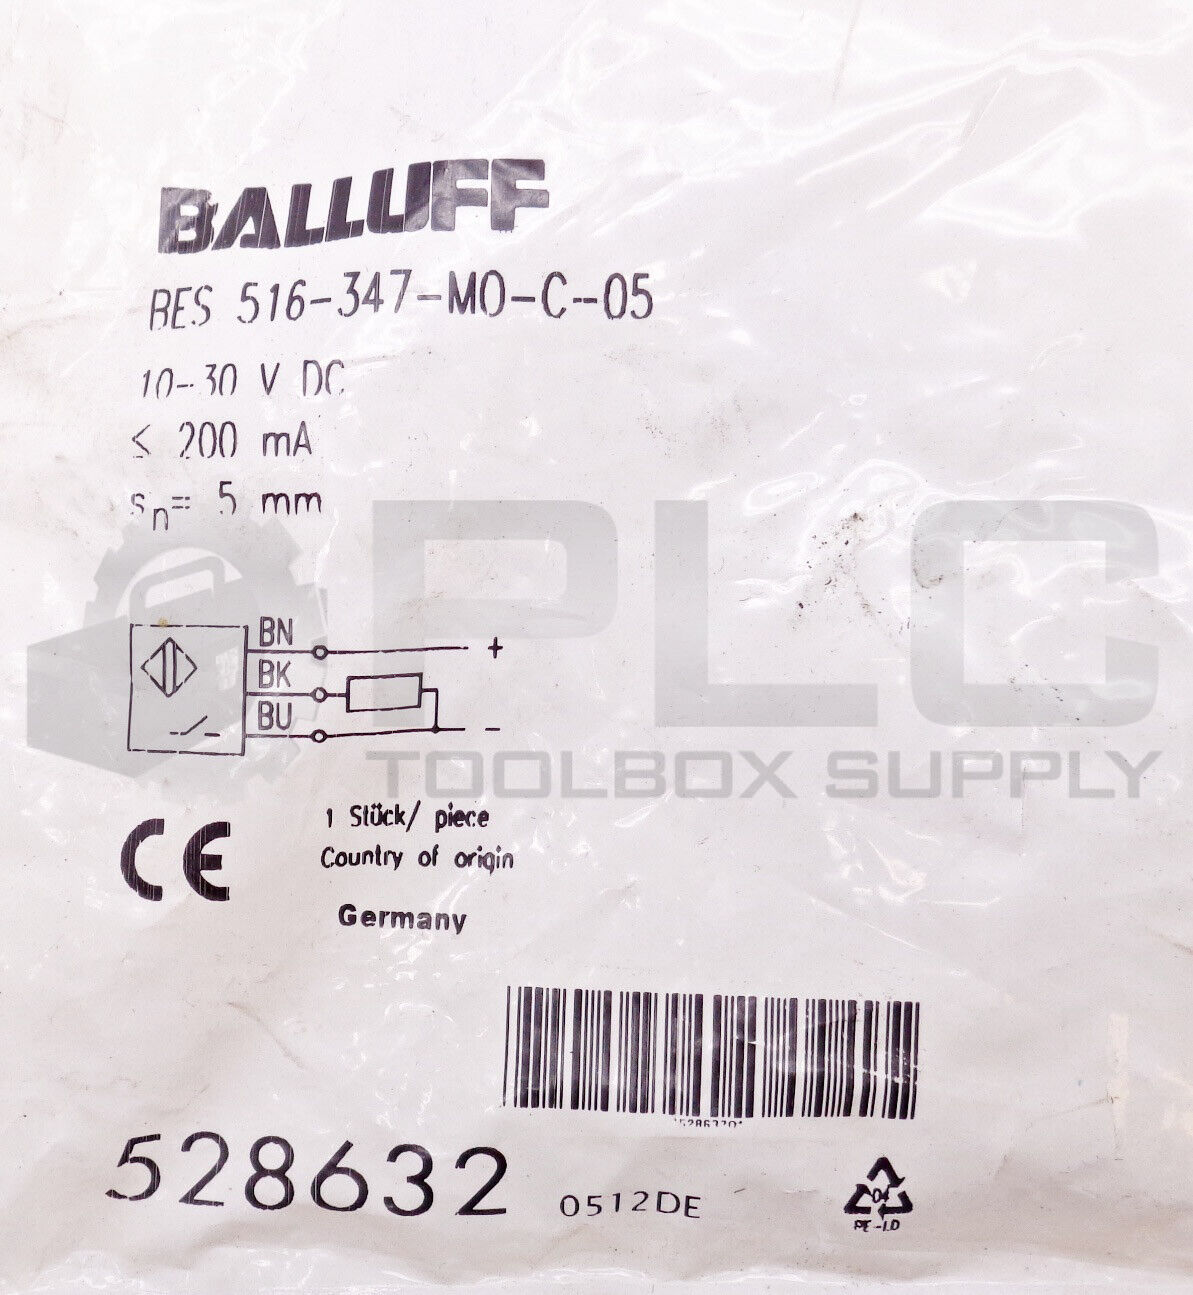 BALLUFF
BES 516-347-MO-C-05
10-30 V DC
≤ 200 mA
sn= 5 mm
BN
+
BK
BU
-
PLC
TOOLBOX SUPPLY
1 Stück/ piece
Country of origin
CE
Germany
528632
0512DE
04
PE-LD